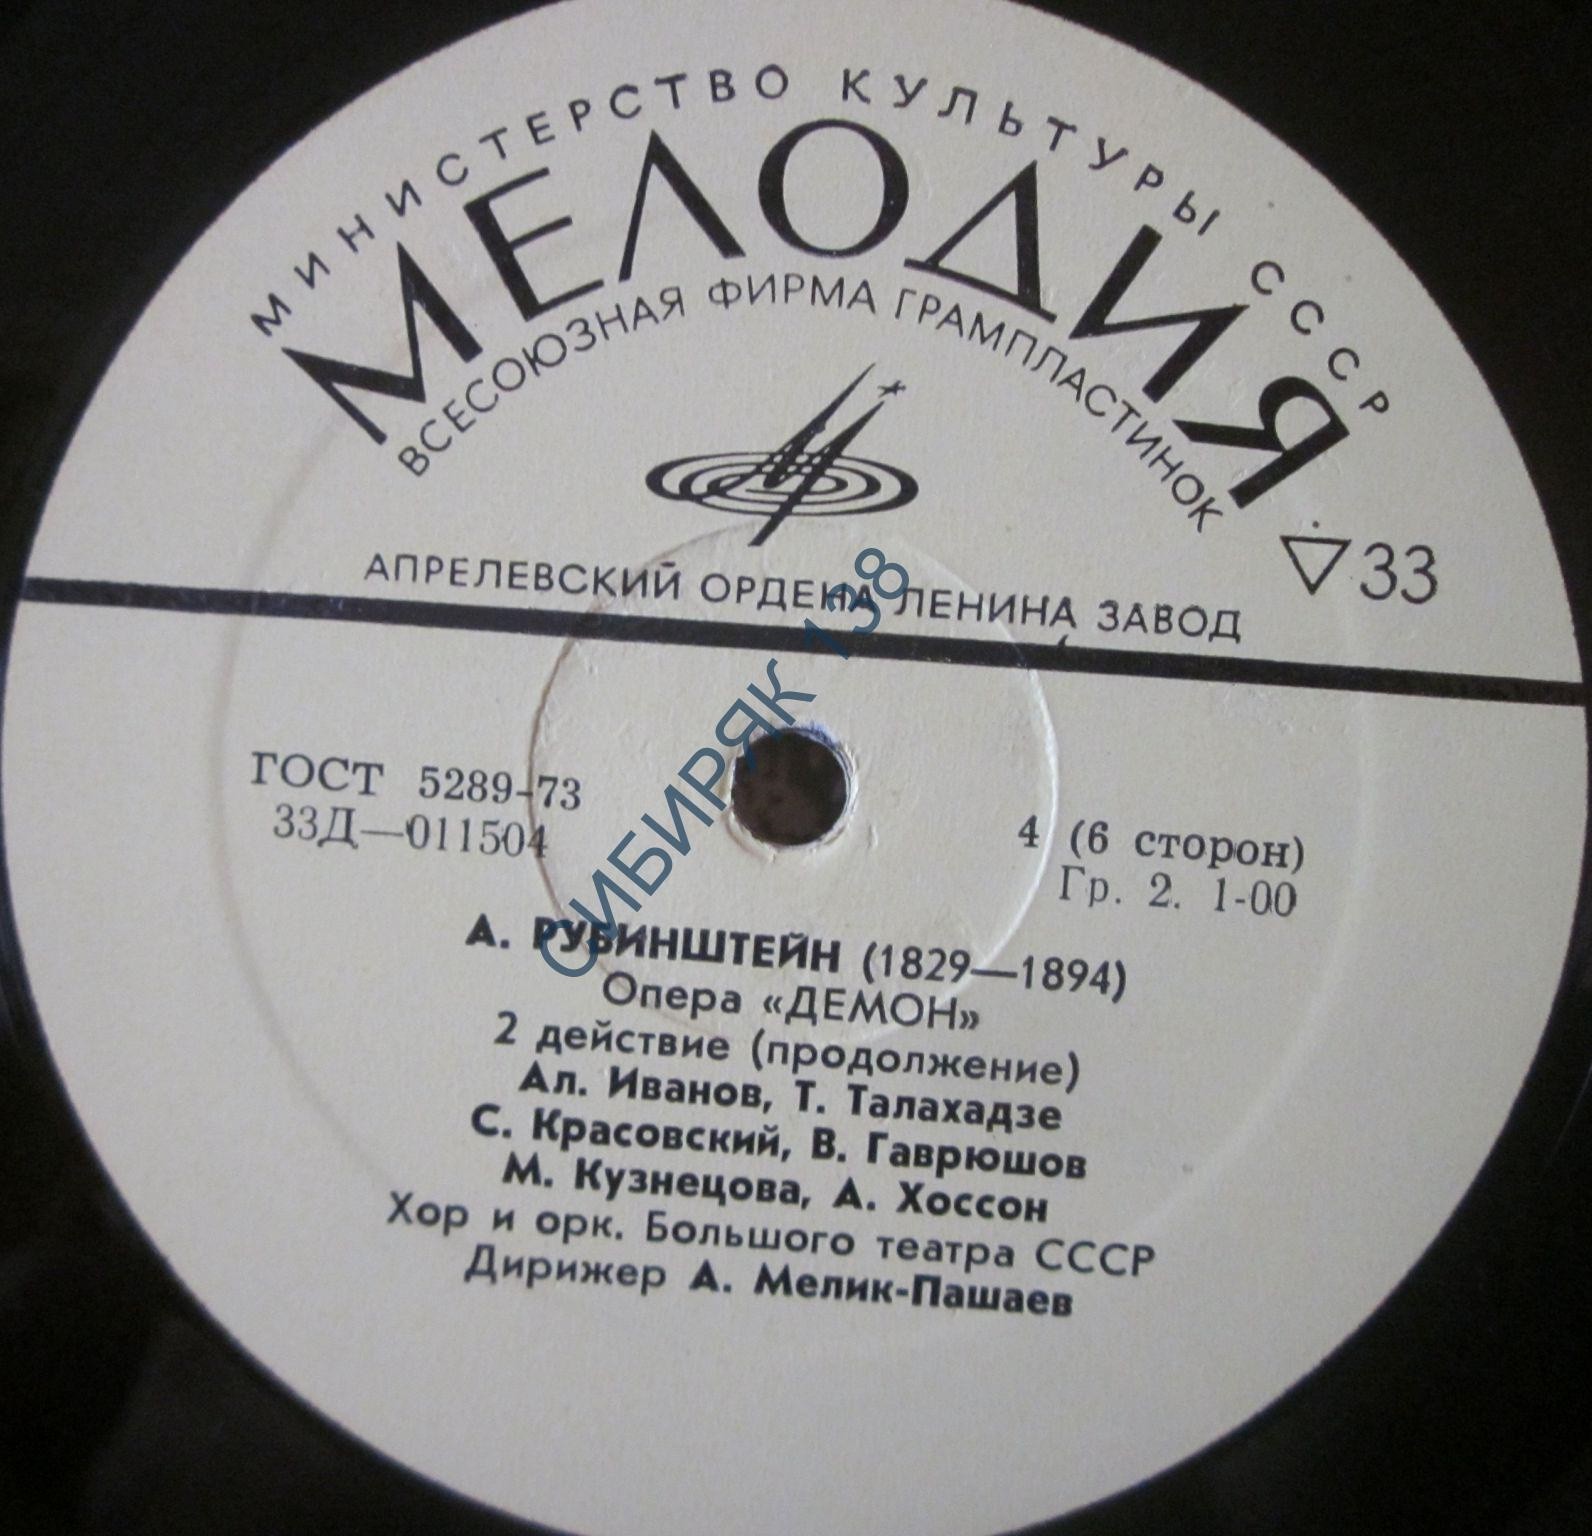 МИНИСТЕРСТВО КУЛЬТУРЫ СССР
МЕЛОДИЯ
ВСЕСОЮЗНАЯ ФИРМА ГРАМПЛАСТИНОК
▽33
АПРЕЛЕВСКИЙ ОРДЕНА ЛЕНИНА ЗАВОД
СИБИРЯК 138
ГОСТ 5289-73
33Д—011504
4 (6 сторон)
Гр. 2. 1-00
А. РУБИНШТЕЙН (1829—1894)
Опера «ДЕМОН»
2 действие (продолжение)
Ал. Иванов, Т. Талахадзе
С. Красовский, В. Гаврюшов
М. Кузнецова, А. Хоссон
Хор и орк. Большого театра СССР
Дирижер А. Мелик-Пашаев